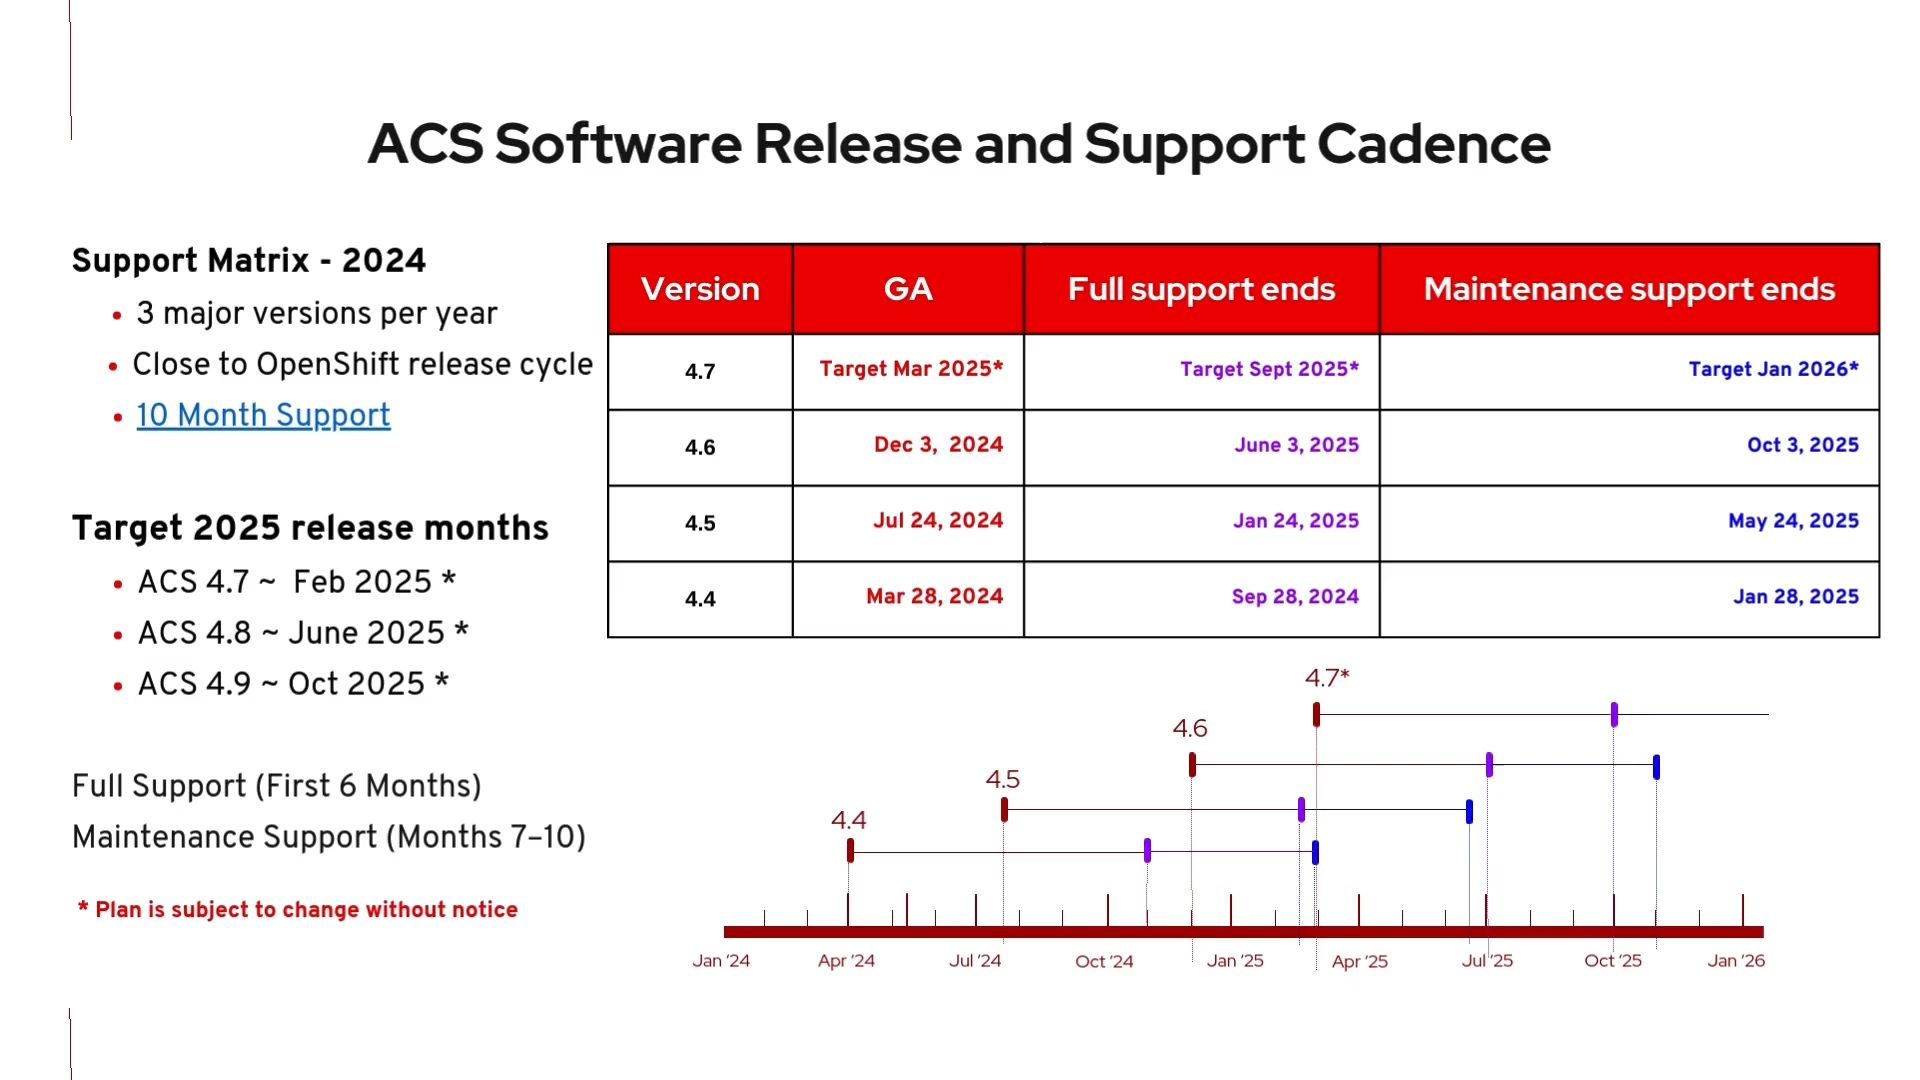 ACS Software Release and Support Cadence
Support Matrix - 2024
• 3 major versions per year
• Close to OpenShift release cycle
• 10 Month Support
Target 2025 release months
• ACS 4.7 ~  Feb 2025 *
• ACS 4.8 ~ June 2025 *
• ACS 4.9 ~ Oct 2025 *
Full Support (First 6 Months)
Maintenance Support (Months 7–10)
* Plan is subject to change without notice
Version GA Full support ends Maintenance support ends
4.7 Target Mar 2025* Target Sept 2025* Target Jan 2026*
4.6 Dec 3,  2024 June 3, 2025 Oct 3, 2025
4.5 Jul 24, 2024 Jan 24, 2025 May 24, 2025
4.4 Mar 28, 2024 Sep 28, 2024 Jan 28, 2025
4.7*
4.6
4.5
4.4
Jan ‘24 Apr ‘24 Jul ‘24 Oct ‘24 Jan ‘25 Apr ‘25 Jul ‘25 Oct ‘25 Jan ‘26